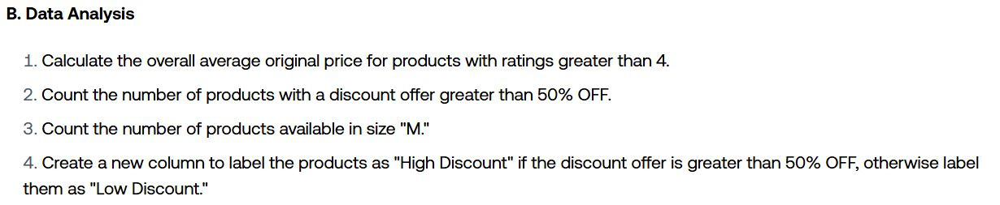 B. Data Analysis
1. Calculate the overall average original price for products with ratings greater than 4.
2. Count the number of products with a discount offer greater than 50% OFF.
3. Count the number of products available in size "M."
4. Create a new column to label the products as "High Discount" if the discount offer is greater than 50% OFF, otherwise label
them as "Low Discount."